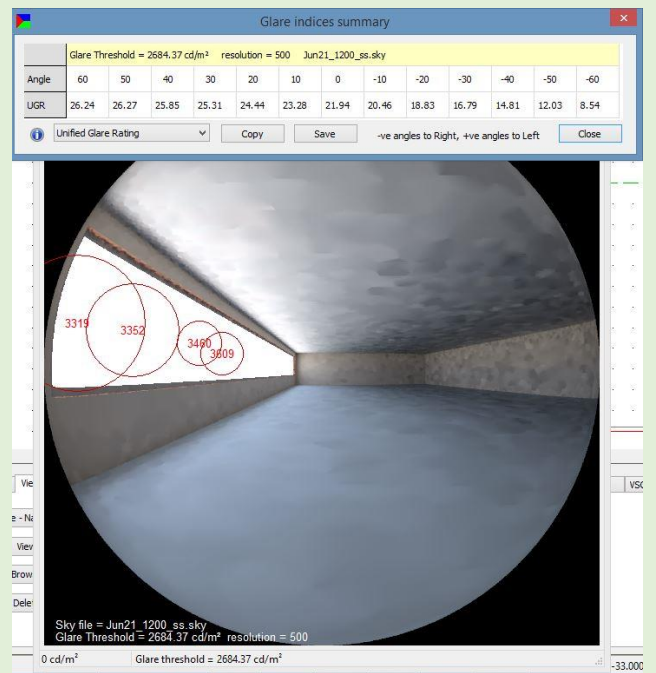 Glare indices summary
Glare Threshold = 2684.37 cd/m² resolution = 500 Jun21_1200_ss.sky
Angle 60 50 40 30 20 10 0 -10 -20 -30 -40 -50 -60
UGR 26.24 26.27 25.85 25.31 24.44 23.28 21.94 20.46 18.83 16.79 14.81 12.03 8.54
Unified Glare Rating Copy Save -ve angles to Right, +ve angles to Left Close
3319
3352
3460
3609
Vie
VSC
e - Na
View
Brow
Delet
Sky file = Jun21_1200_ss.sky
Glare Threshold = 2684.37 cd/m² resolution = 500
0 cd/m² Glare threshold = 2684.37 cd/m²
-33.000